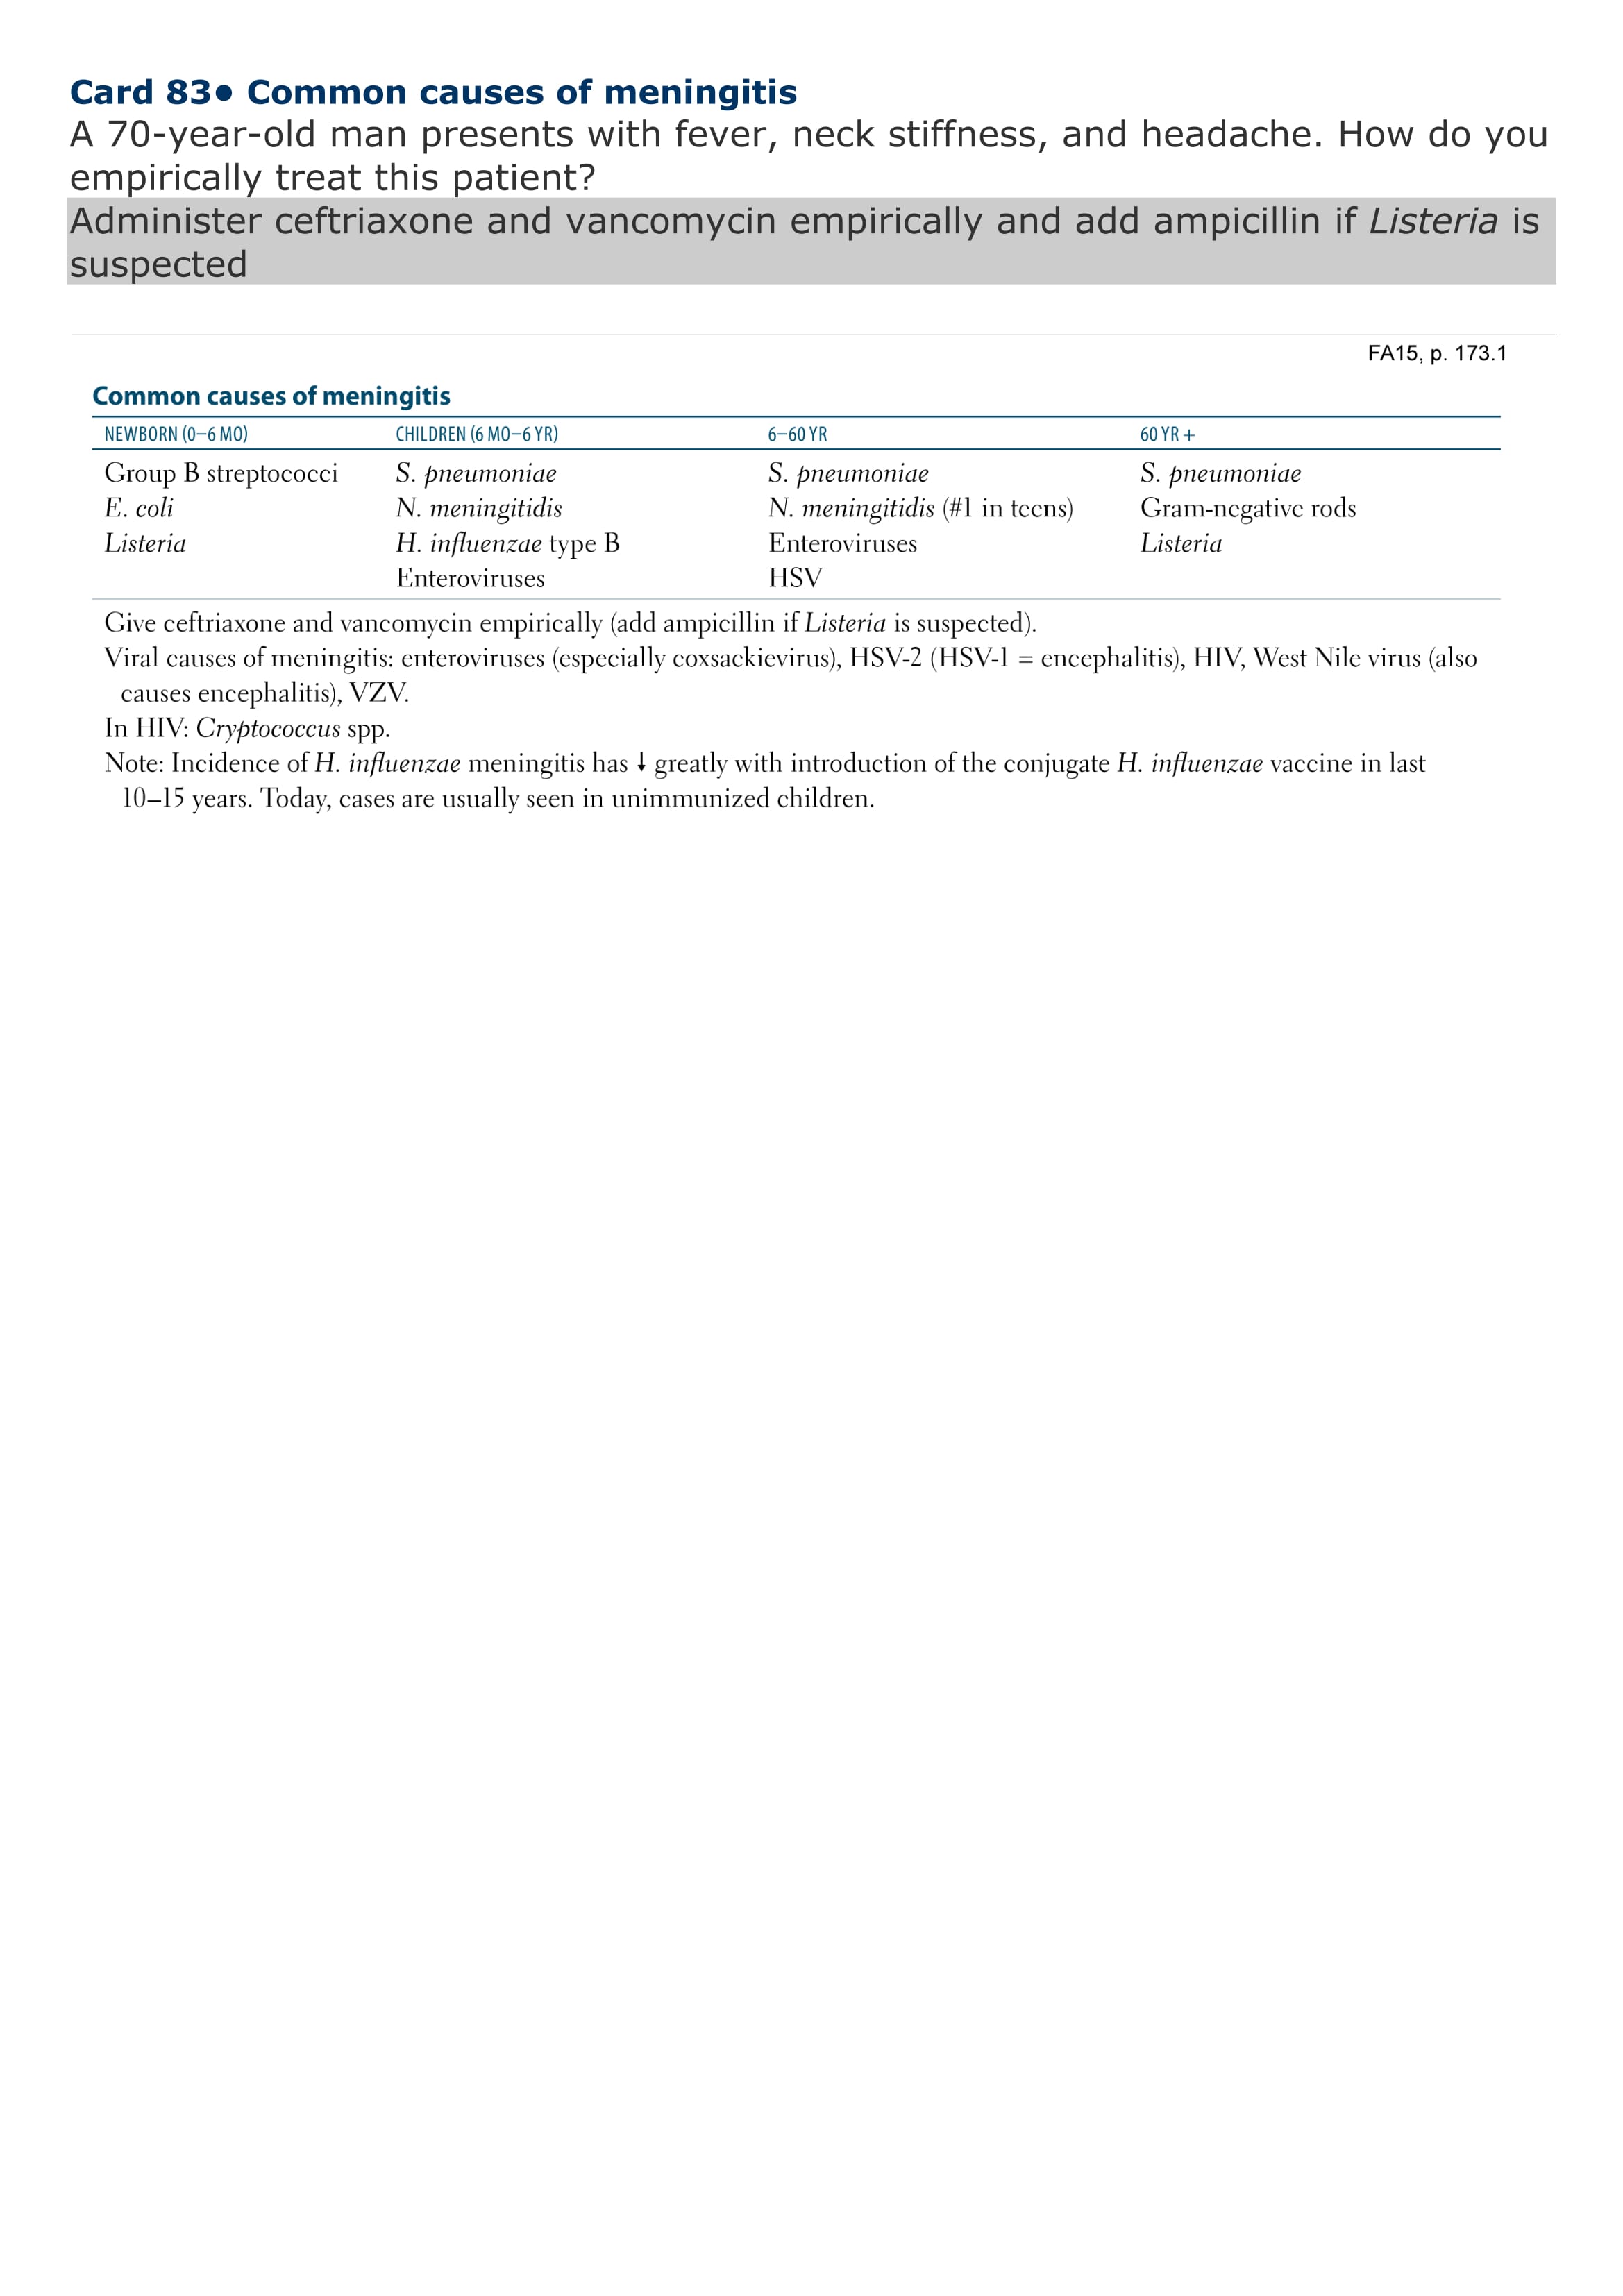 Card 83• Common causes of meningitis
A 70-year-old man presents with fever, neck stiffness, and headache. How do you
empirically treat this patient?
Administer ceftriaxone and vancomycin empirically and add ampicillin if Listeria is
suspected
FA15, p. 173.1
Common causes of meningitis
NEWBORN (0–6 MO) CHILDREN (6 MO–6 YR) 6–60 YR 60 YR +
Group B streptococci S. pneumoniae S. pneumoniae S. pneumoniae
E. coli N. meningitidis N. meningitidis (#1 in teens) Gram-negative rods
Listeria H. influenzae type B Enteroviruses Listeria
Enteroviruses HSV
Give ceftriaxone and vancomycin empirically (add ampicillin if Listeria is suspected).
Viral causes of meningitis: enteroviruses (especially coxsackievirus), HSV-2 (HSV-1 = encephalitis), HIV, West Nile virus (also
causes encephalitis), VZV.
In HIV: Cryptococcus spp.
Note: Incidence of H. influenzae meningitis has ↓ greatly with introduction of the conjugate H. influenzae vaccine in last
10–15 years. Today, cases are usually seen in unimmunized children.